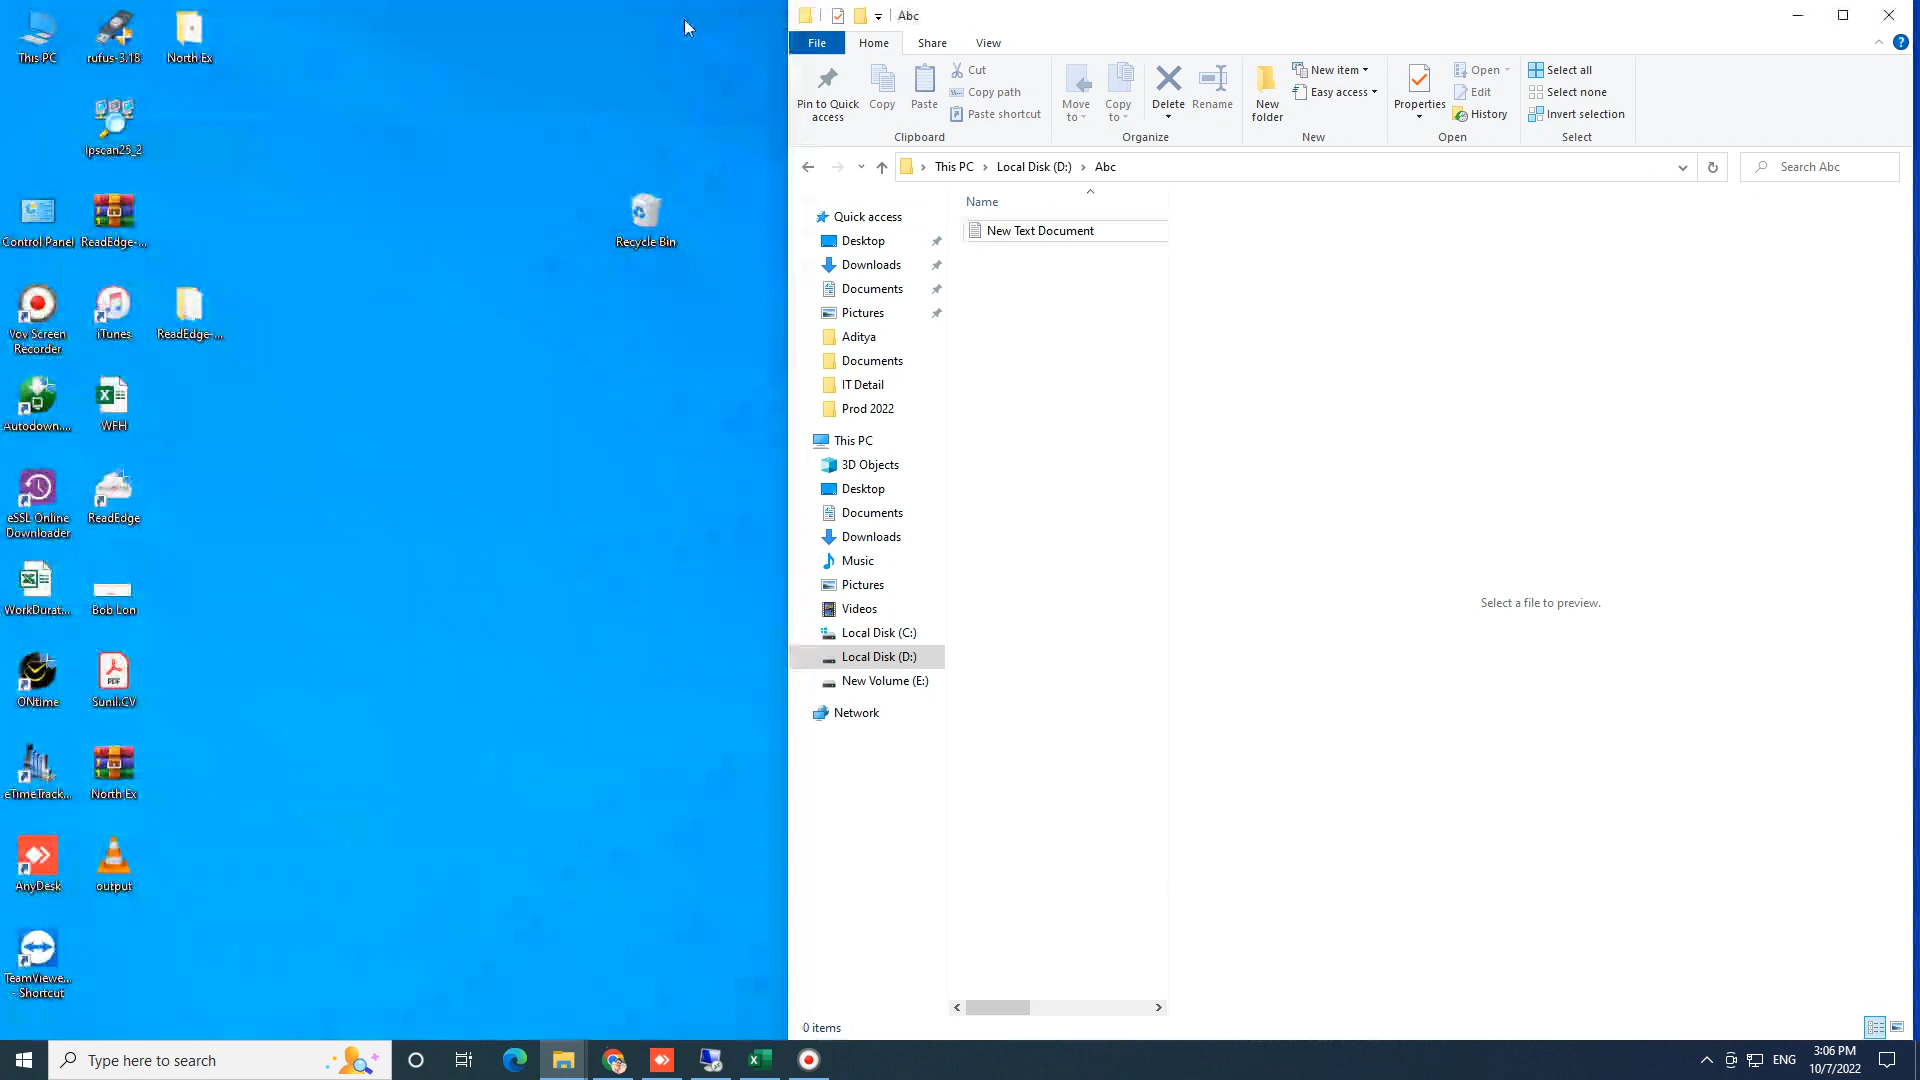 This PC
rufus-3.18
North Ex
ipscan25_2
Control Panel
ReadEdge-...
Recycle Bin
Vov Screen
Recorder
iTunes
ReadEdge-...
Autodown....
WFH
eSSL Online
Downloader
ReadEdge
WorkDurat...
Bob Lon
ONtime
PDF
Sunil.CV
eTimeTrack...
North Ex
AnyDesk
output
TeamViewe...
- Shortcut
Abc
File
Home
Share
View
Pin to Quick
access
Copy
Paste
Cut
Copy path
Paste shortcut
Clipboard
Move
to
Copy
to
Delete
Rename
Organize
New
folder
New item
Easy access
New
Properties
Open
Edit
History
Open
Select all
Select none
Invert selection
Select
This PC
Local Disk (D:)
Abc
Search Abc
Name
New Text Document
Quick access
Desktop
Downloads
Documents
Pictures
Aditya
Documents
IT Detail
Prod 2022
This PC
3D Objects
Desktop
Documents
Downloads
Music
Pictures
Videos
Local Disk (C:)
Local Disk (D:)
New Volume (E:)
Network
Select a file to preview.
0 items
Type here to search
ENG
3:06 PM
10/7/2022